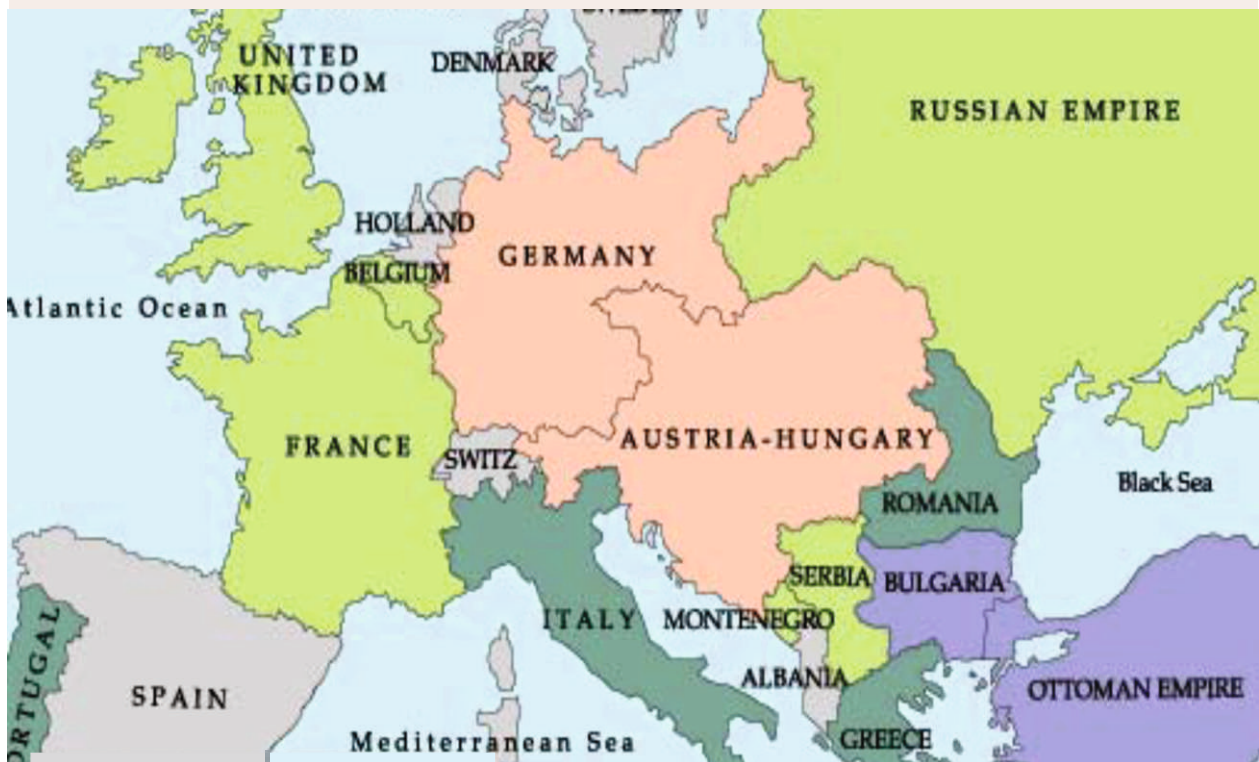 UNITED
KINGDOM
DENMARK
RUSSIAN EMPIRE
HOLLAND
GERMANY
BELGIUM
Atlantic Ocean
FRANCE
SWITZ
AUSTRIA-HUNGARY
Black Sea
ROMANIA
SERBIA
BULGARIA
ITALY
MONTENEGRO
ALBANIA
SPAIN
OTTOMAN EMPIRE
Mediterranean Sea
GREECE
ORTUGAL